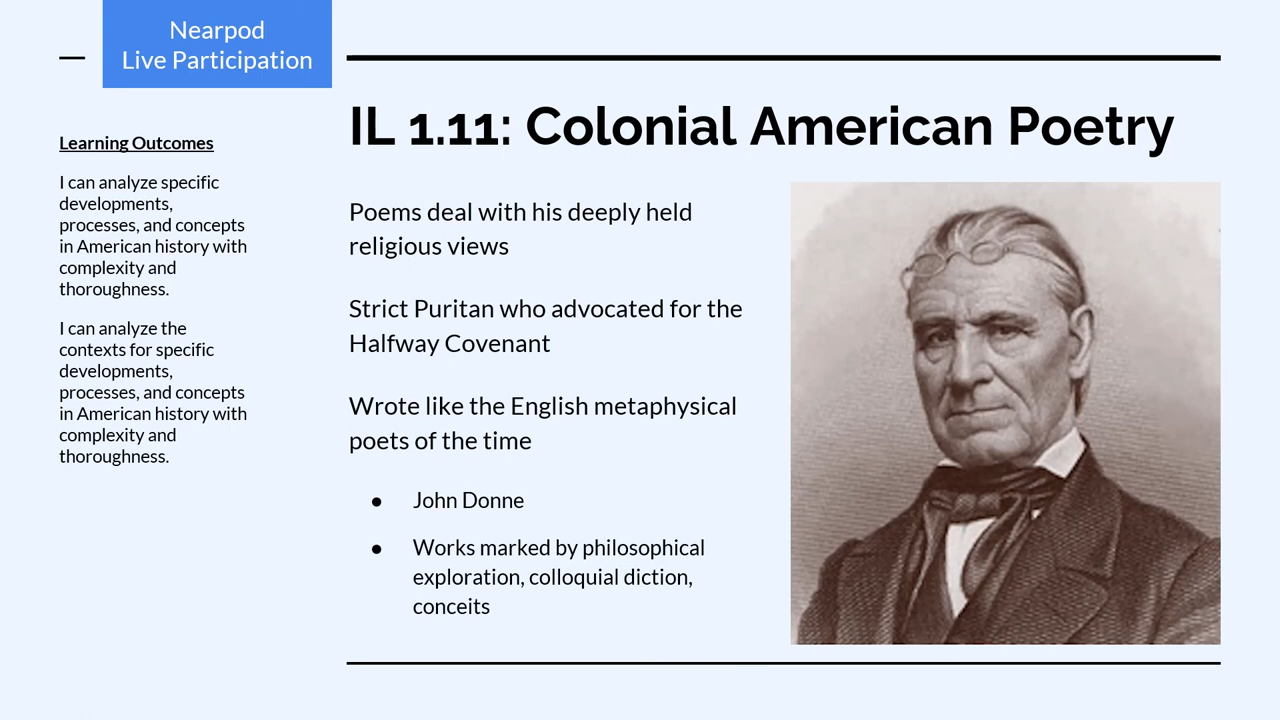 Nearpod
Live Participation
Learning Outcomes
I can analyze specific
developments,
processes, and concepts
in American history with
complexity and
thoroughness.
I can analyze the
contexts for specific
developments,
processes, and concepts
in American history with
complexity and
thoroughness.
IL 1.11: Colonial American Poetry
Poems deal with his deeply held
religious views
Strict Puritan who advocated for the
Halfway Covenant
Wrote like the English metaphysical
poets of the time
● John Donne
● Works marked by philosophical
exploration, colloquial diction,
conceits